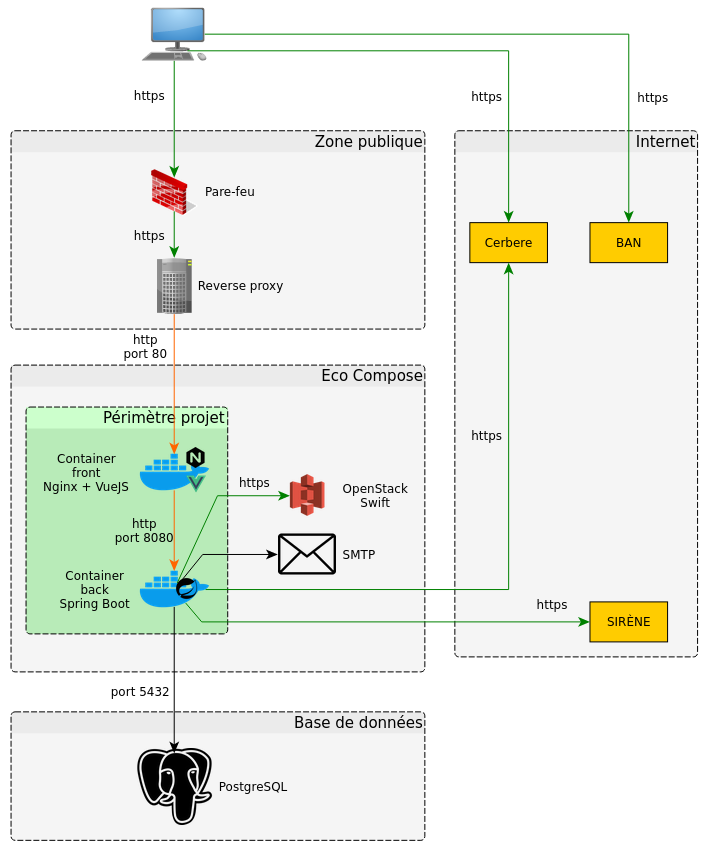 https
https
https
Zone publique
Internet
Pare-feu
https
Cerbere
BAN
Reverse proxy
http
port 80
Eco Compose
Périmètre projet
https
Container
front
Nginx + VueJS
N
https
OpenStack
Swift
http
port 8080
SMTP
Container
back
Spring Boot
https
SIRÈNE
port 5432
Base de données
PostgreSQL